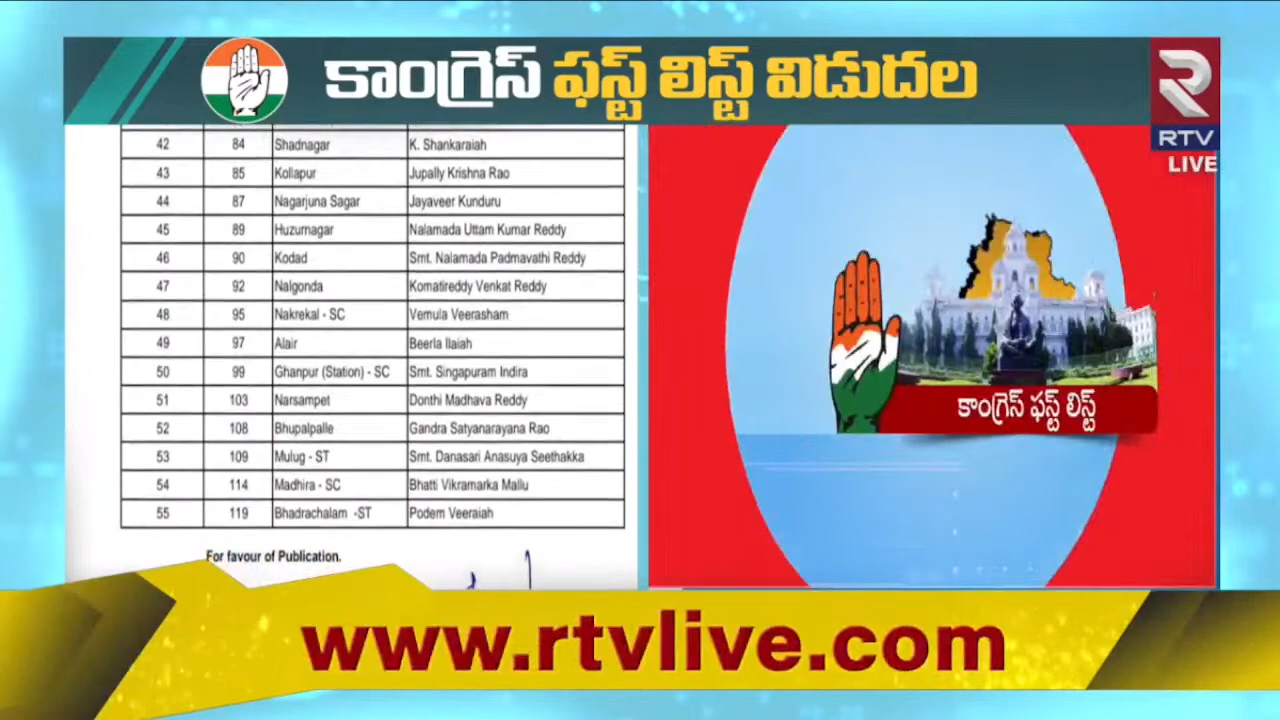 కాంగ్రెస్ ఫస్ట్ లిస్ట్ విడుదల
RTV
LIVE
42 84 Shadnagar K. Shankaraiah
43 85 Kollapur Jupally Krishna Rao
44 87 Nagarjuna Sagar Jayaveer Kunduru
45 89 Huzurnagar Nalamada Uttam Kumar Reddy
46 90 Kodad Smt. Nalamada Padmavathi Reddy
47 92 Nalgonda Komatireddy Venkat Reddy
48 95 Nakrekal - SC Vemula Veerasham
49 97 Alair Beerla Ilaiah
50 99 Ghanpur (Station) - SC Smt. Singapuram Indira
51 103 Narsampet Donthi Madhava Reddy
52 108 Bhupalpalle Gandra Satyanarayana Rao
53 109 Mulug - ST Smt. Danasari Anasuya Seethakka
54 114 Madhira - SC Bhatti Vikramarka Mallu
55 119 Bhadrachalam -ST Podem Veeraiah
For favour of Publication.
కాంగ్రెస్ ఫస్ట్ లిస్ట్
www.rtvlive.com